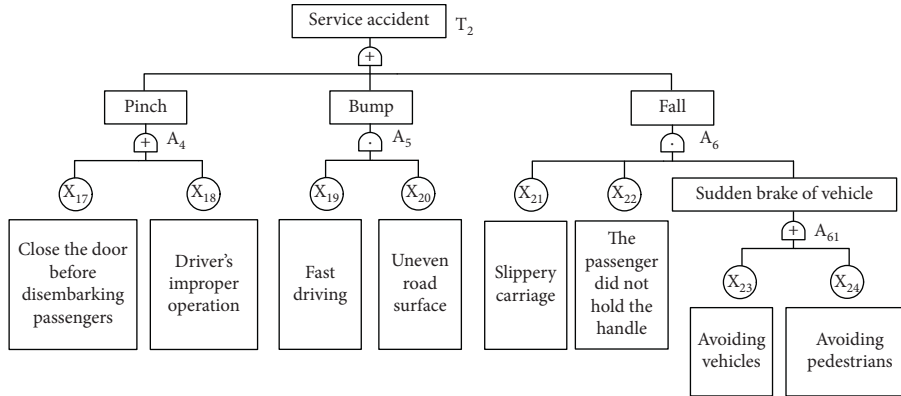 Service accident
T2
+
Pinch
Bump
Fall
+
A4
·
A5
·
A6
X17
X18
X19
X20
X21
X22
Sudden brake of vehicle
Close the door
before
disembarking
passengers
Driver's
improper
operation
Fast
driving
Uneven
road
surface
Slippery
carriage
The
passenger
did not
hold the
handle
+
A61
X23
X24
Avoiding
vehicles
Avoiding
pedestrians